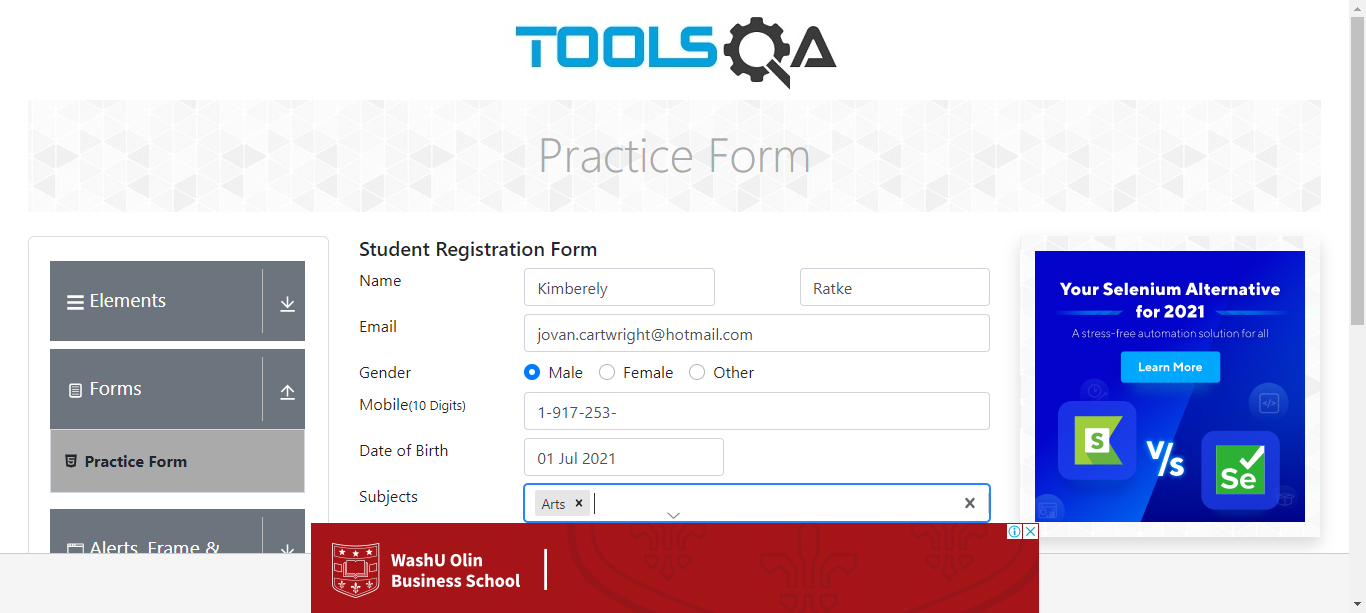 TOOLSQA
Practice Form
Elements
Forms
Practice Form
Alerts, Frame &
Student Registration Form
Name
Kimberely
Ratke
Email
jovan.cartwright@hotmail.com
Gender
Male
Female
Other
Mobile(10 Digits)
1-917-253-
Date of Birth
01 Jul 2021
Subjects
Arts
Your Selenium Alternative
for 2021
A stress-free automation solution for all
Learn More
S
V/s
Se
WashU Olin
Business School